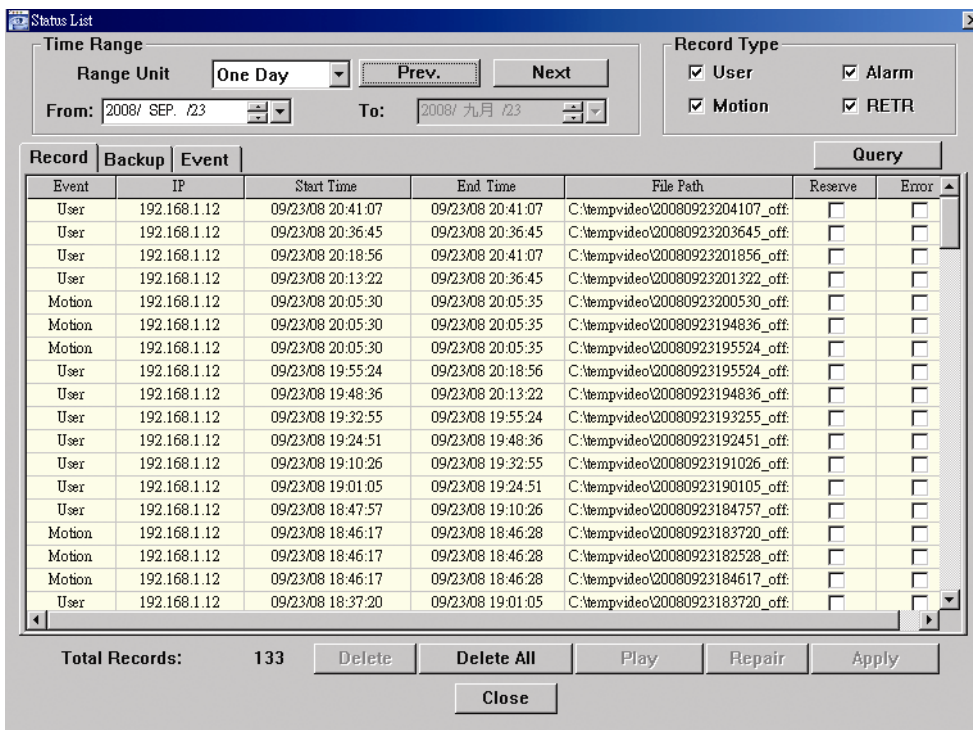 Status List
Time Range
Record Type
Range Unit One Day Prev. Next
User Alarm
From: 2008/ SEP. /23 To: 2008/ 九月 /23
Motion RETR
Record Backup Event Query
Event IP Start Time End Time File Path Reserve Error
User 192.168.1.12 09/23/08 20:41:07 09/23/08 20:41:07 C:\tempvideo\20080923204107_off:
User 192.168.1.12 09/23/08 20:36:45 09/23/08 20:36:45 C:\tempvideo\20080923203645_off:
User 192.168.1.12 09/23/08 20:18:56 09/23/08 20:41:07 C:\tempvideo\20080923201856_off:
User 192.168.1.12 09/23/08 20:13:22 09/23/08 20:36:45 C:\tempvideo\20080923201322_off:
Motion 192.168.1.12 09/23/08 20:05:30 09/23/08 20:05:35 C:\tempvideo\20080923200530_off:
Motion 192.168.1.12 09/23/08 20:05:30 09/23/08 20:05:35 C:\tempvideo\20080923194836_off:
Motion 192.168.1.12 09/23/08 20:05:30 09/23/08 20:05:35 C:\tempvideo\20080923195524_off:
User 192.168.1.12 09/23/08 19:55:24 09/23/08 20:18:56 C:\tempvideo\20080923195524_off:
User 192.168.1.12 09/23/08 19:48:36 09/23/08 20:13:22 C:\tempvideo\20080923194836_off:
User 192.168.1.12 09/23/08 19:32:55 09/23/08 19:55:24 C:\tempvideo\20080923193255_off:
User 192.168.1.12 09/23/08 19:24:51 09/23/08 19:48:36 C:\tempvideo\20080923192451_off:
User 192.168.1.12 09/23/08 19:10:26 09/23/08 19:32:55 C:\tempvideo\20080923191026_off:
User 192.168.1.12 09/23/08 19:01:05 09/23/08 19:24:51 C:\tempvideo\20080923190105_off:
User 192.168.1.12 09/23/08 18:47:57 09/23/08 19:10:26 C:\tempvideo\20080923184757_off:
Motion 192.168.1.12 09/23/08 18:46:17 09/23/08 18:46:28 C:\tempvideo\20080923183720_off:
Motion 192.168.1.12 09/23/08 18:46:17 09/23/08 18:46:28 C:\tempvideo\20080923182528_off:
Motion 192.168.1.12 09/23/08 18:46:17 09/23/08 18:46:28 C:\tempvideo\20080923184617_off:
User 192.168.1.12 09/23/08 18:37:20 09/23/08 19:01:05 C:\tempvideo\20080923183720_off:
Total Records: 133 Delete Delete All Play Repair Apply
Close